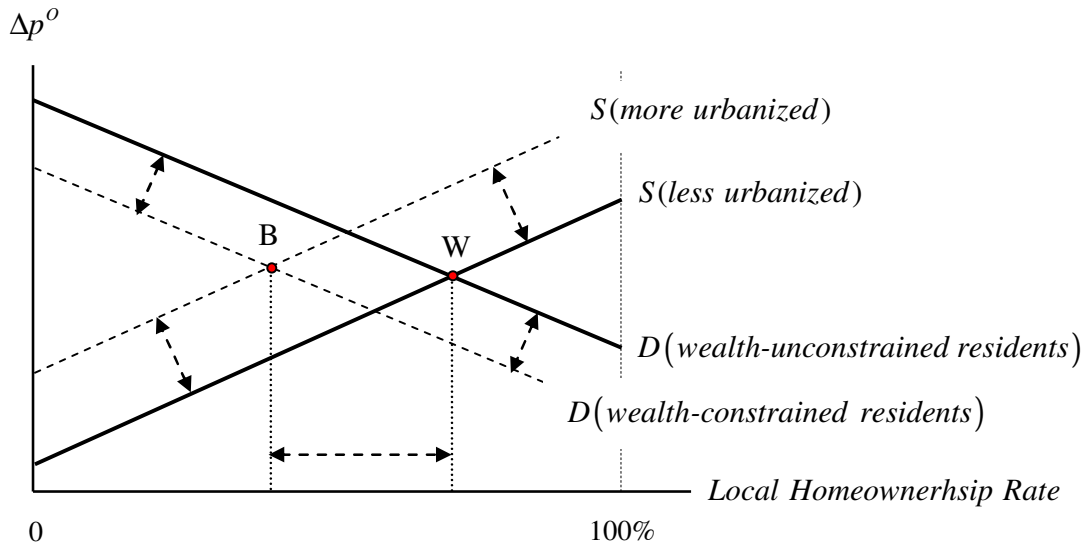 Δp^o
S(more urbanized)
S(less urbanized)
B
W
D(wealth-unconstrained residents)
D(wealth-constrained residents)
Local Homeownerhsip Rate
0
100%